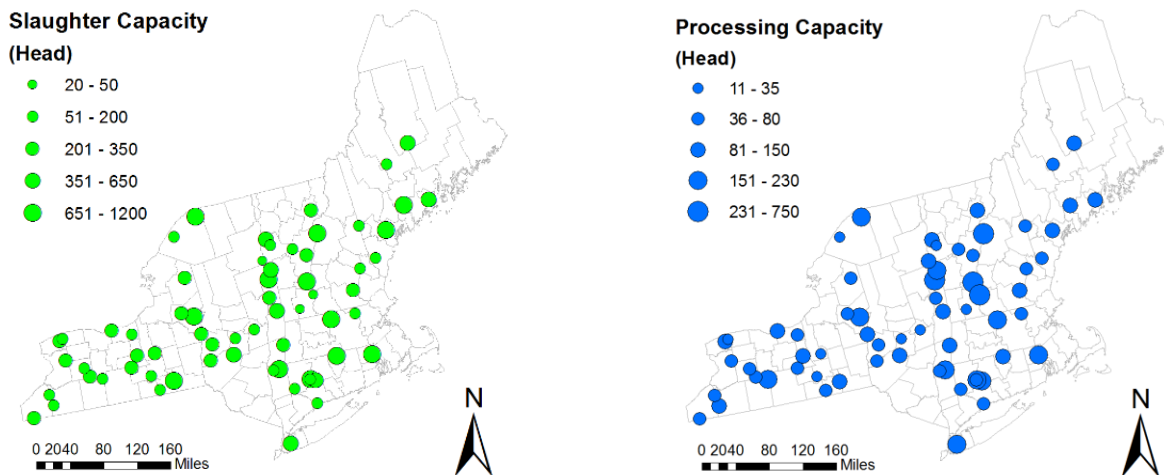 Slaughter Capacity
(Head)
20 - 50
51 - 200
201 - 350
351 - 650
651 - 1200
N
0 2040 80 120 160
Miles
Processing Capacity
(Head)
11 - 35
36 - 80
81 - 150
151 - 230
231 - 750
N
0 2040 80 120 160
Miles